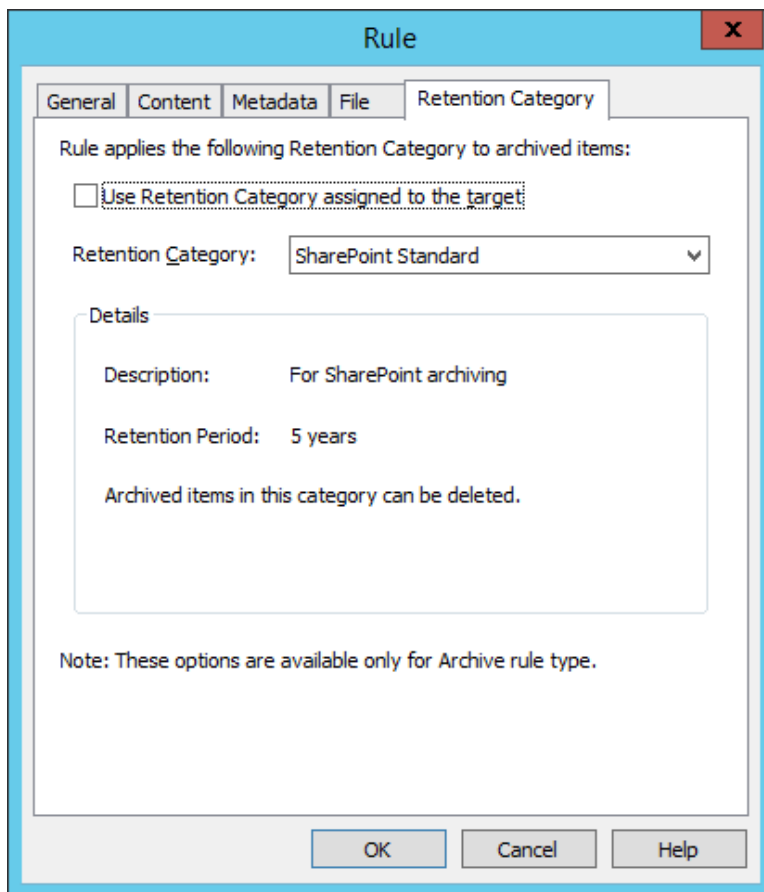 Rule
x
General Content Metadata File Retention Category
Rule applies the following Retention Category to archived items:
Use Retention Category assigned to the target
Retention Category: SharePoint Standard
Details
Description: For SharePoint archiving
Retention Period: 5 years
Archived items in this category can be deleted.
Note: These options are available only for Archive rule type.
OK Cancel Help